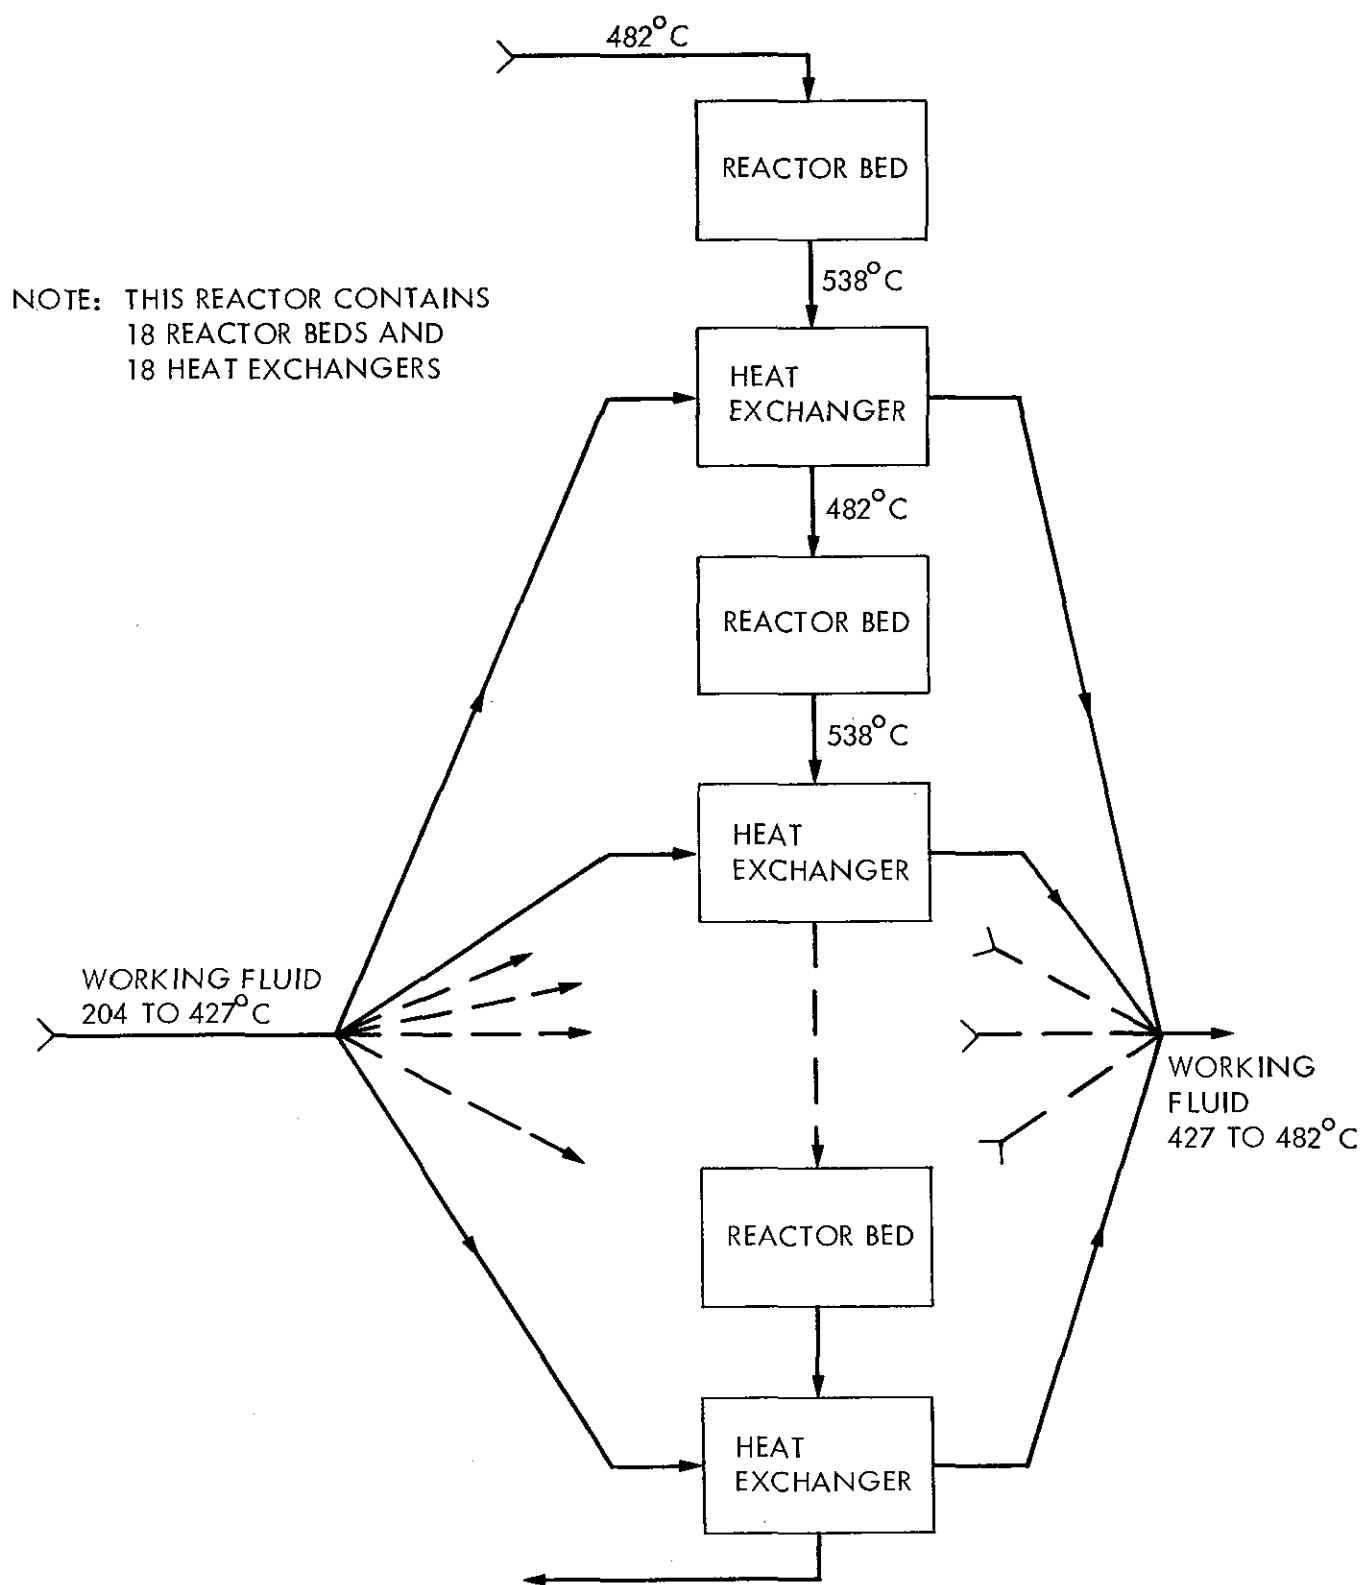 482°C
REACTOR BED
538°C
NOTE: THIS REACTOR CONTAINS
18 REACTOR BEDS AND
18 HEAT EXCHANGERS
HEAT
EXCHANGER
482°C
REACTOR BED
538°C
HEAT
EXCHANGER
WORKING FLUID
204 TO 427°C
WORKING
FLUID
427 TO 482°C
REACTOR BED
HEAT
EXCHANGER